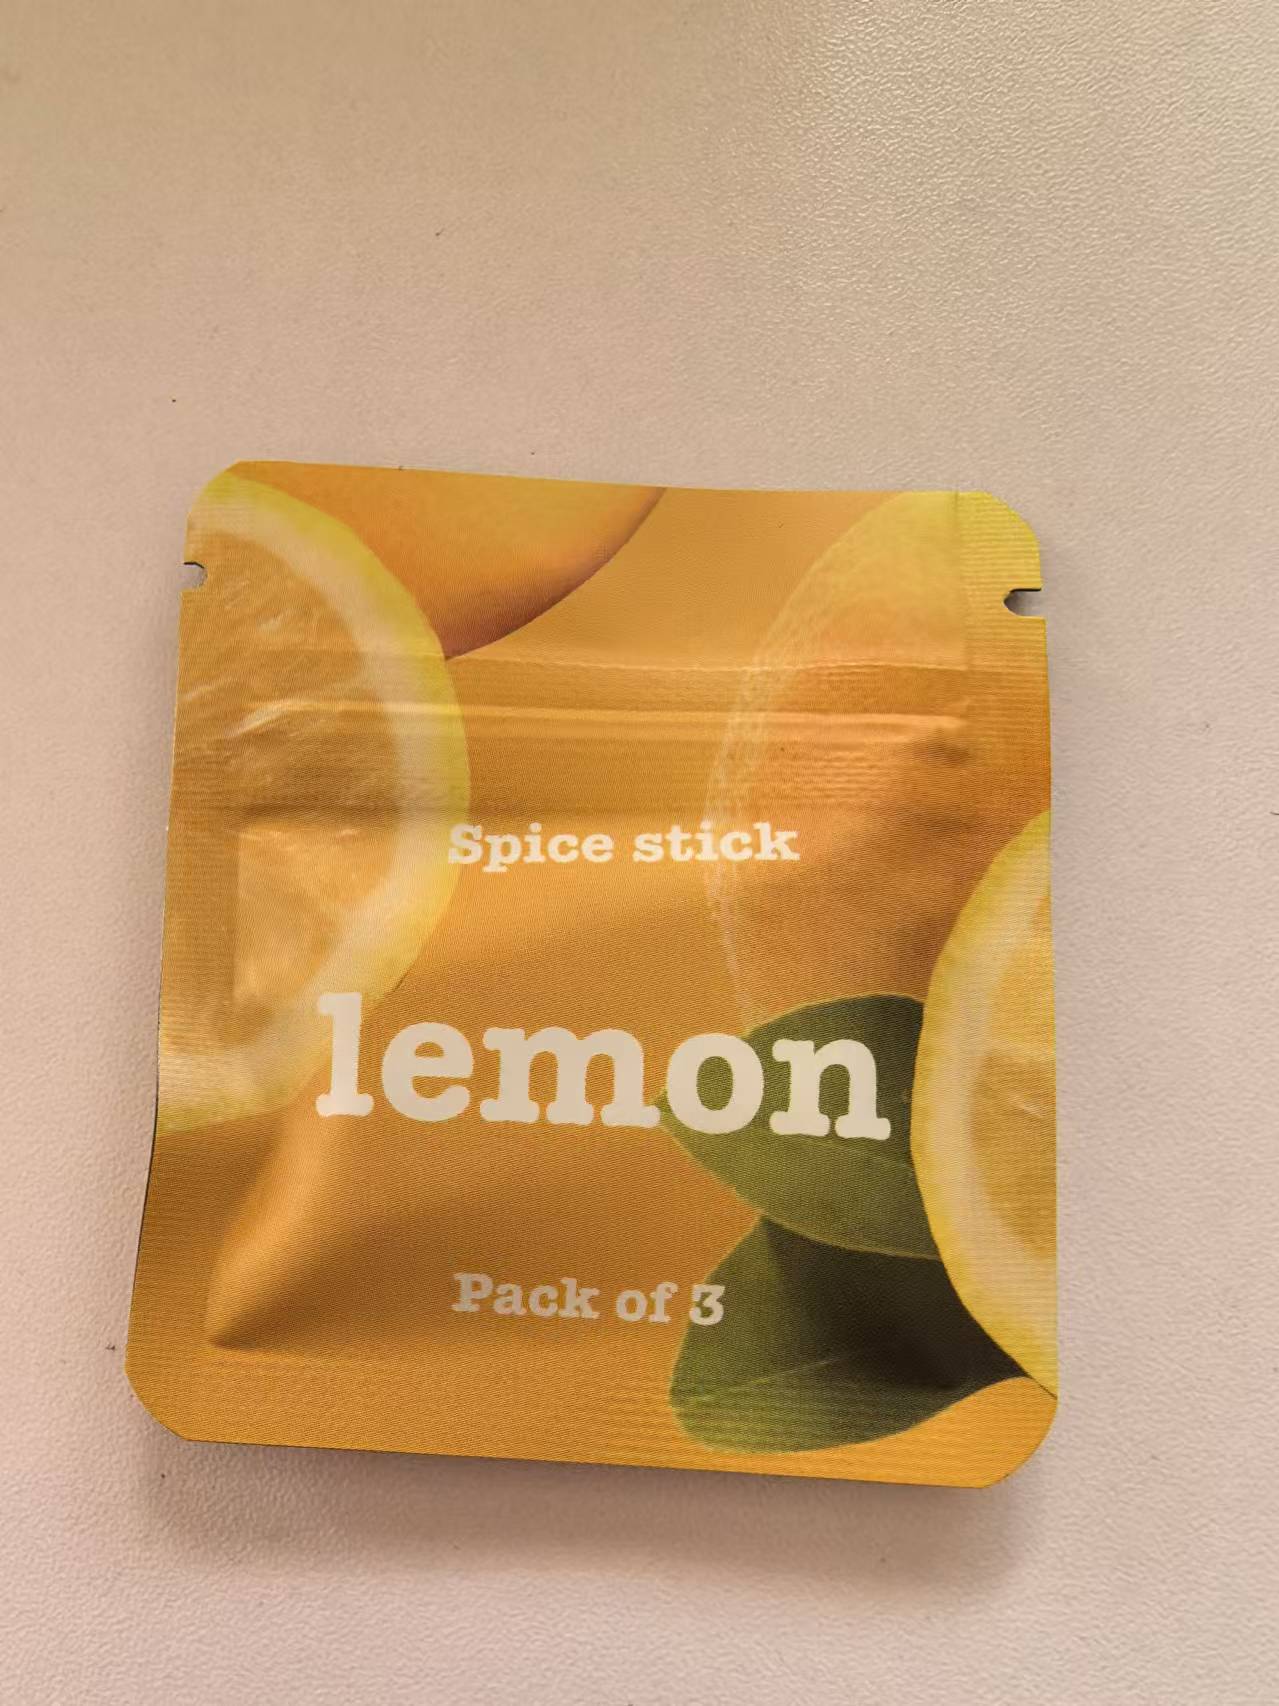 Spice stick
lemon
Pack of 3